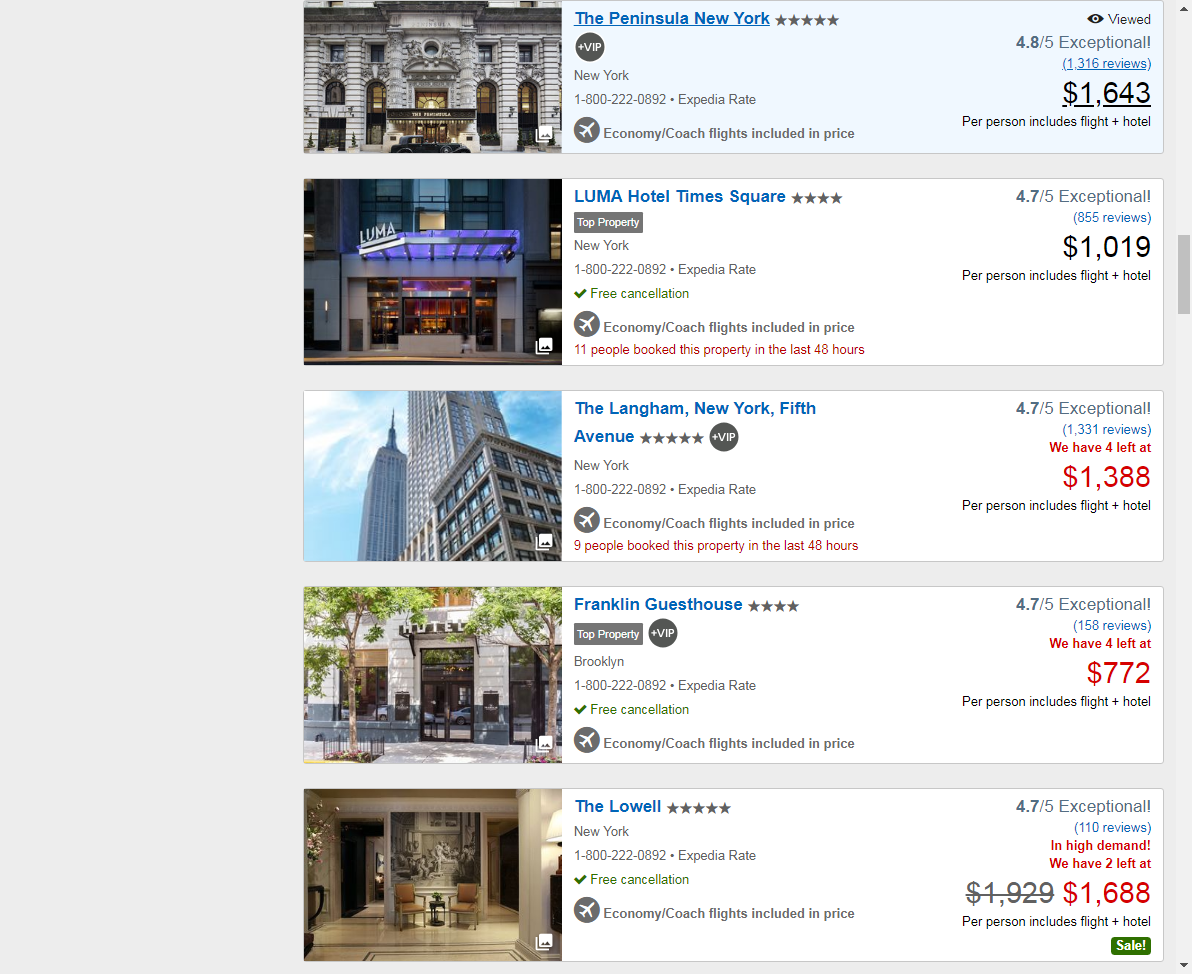 The Peninsula New York
Viewed
+VIP
4.8/5 Exceptional!
(1,316 reviews)
New York
$1,643
1-800-222-0892 • Expedia Rate
Per person includes flight + hotel
Economy/Coach flights included in price
THE PENINSULA
LUMA Hotel Times Square
4.7/5 Exceptional!
Top Property
(855 reviews)
New York
$1,019
1-800-222-0892 • Expedia Rate
Per person includes flight + hotel
Free cancellation
Economy/Coach flights included in price
11 people booked this property in the last 48 hours
LUMA
The Langham, New York, Fifth
Avenue +VIP
4.7/5 Exceptional!
(1,331 reviews)
We have 4 left at
New York
$1,388
1-800-222-0892 • Expedia Rate
Per person includes flight + hotel
Economy/Coach flights included in price
9 people booked this property in the last 48 hours
Franklin Guesthouse
4.7/5 Exceptional!
Top Property +VIP
(158 reviews)
We have 4 left at
Brooklyn
$772
1-800-222-0892 • Expedia Rate
Per person includes flight + hotel
Free cancellation
Economy/Coach flights included in price
HOTEL
The Lowell
4.7/5 Exceptional!
(110 reviews)
New York
In high demand!
We have 2 left at
1-800-222-0892 • Expedia Rate
Free cancellation
$1,929 $1,688
Economy/Coach flights included in price
Per person includes flight + hotel
Sale!